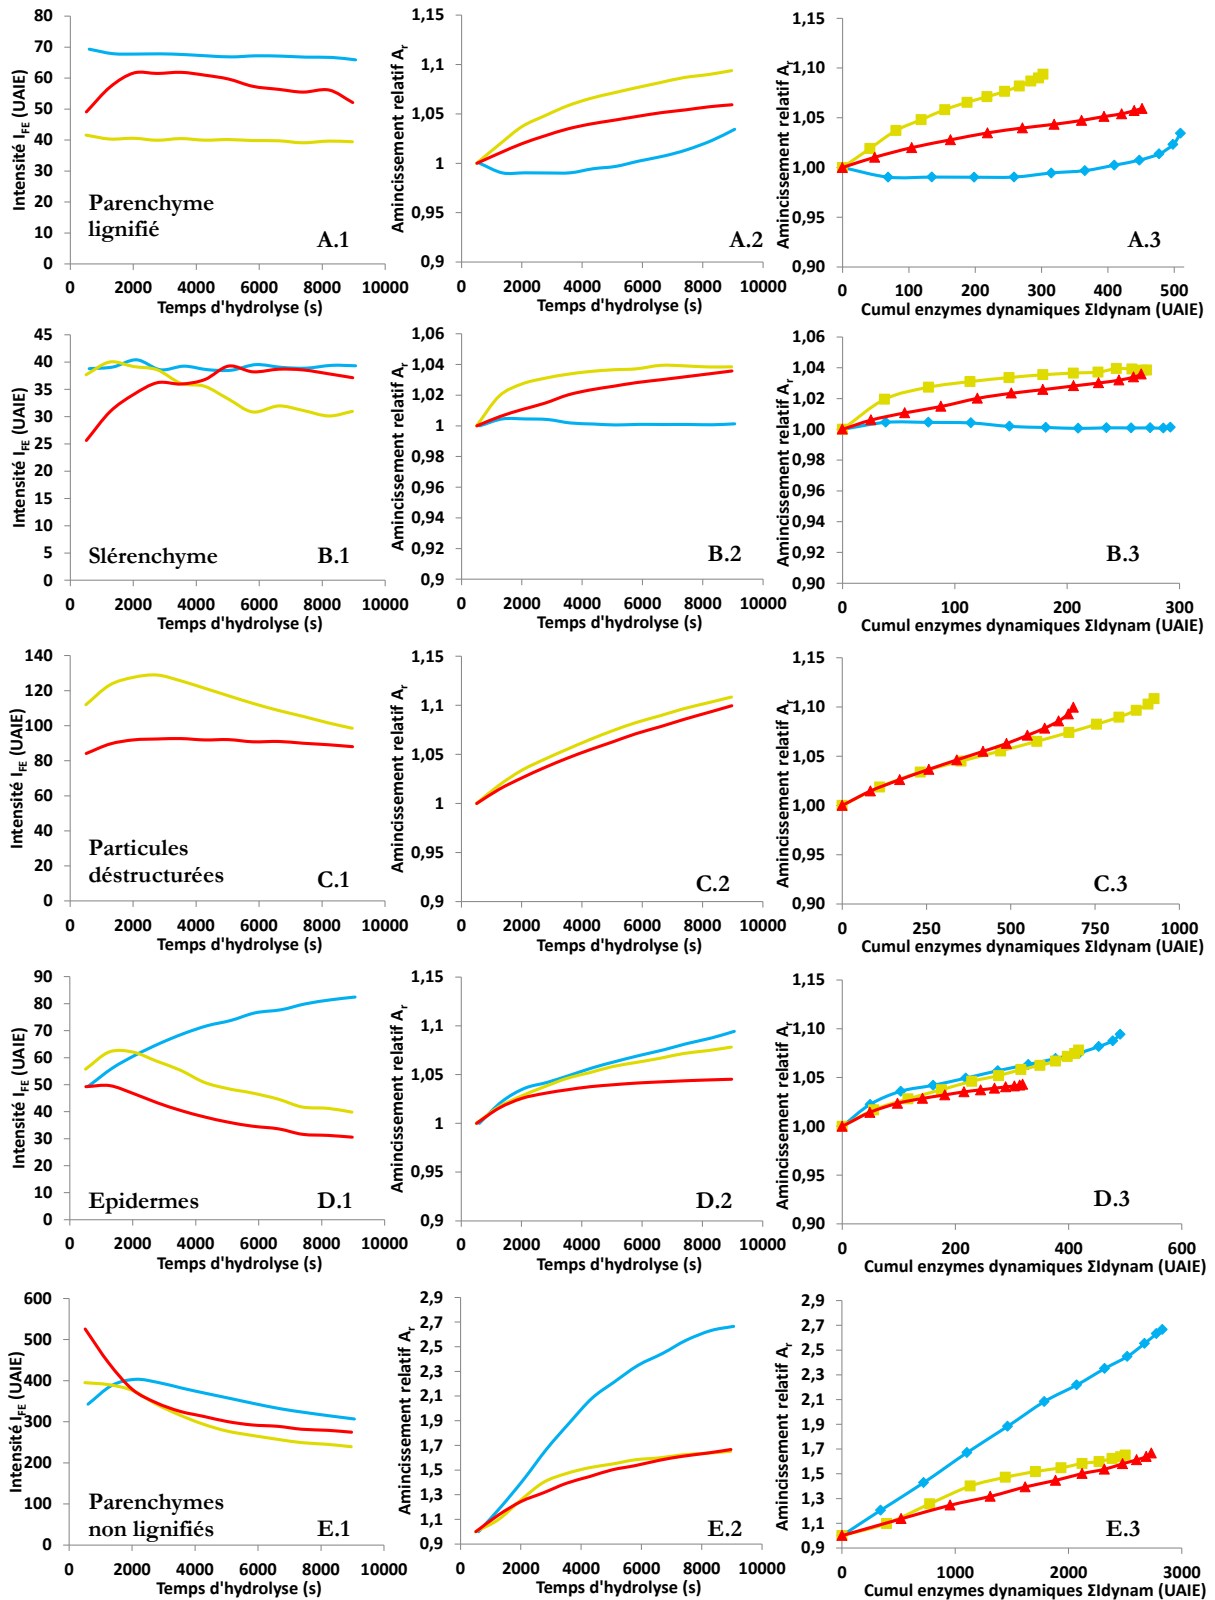 80
70
60
50
40
30
20
10
0
0 2000 4000 6000 8000 10000
Intensité I_FE (UAIE)
Temps d'hydrolyse (s)
Parenchyme
lignifié
A.1
1,15
1,1
1,05
1
0,95
0,9
0 2000 4000 6000 8000 10000
Amincissement relatif A_r
Temps d'hydrolyse (s)
A.2
1,15
1,10
1,05
1,00
0,95
0,90
0 100 200 300 400 500
Amincissement relatif A_r
Cumul enzymes dynamiques ΣIdynam (UAIE)
A.3
45
40
35
30
25
20
15
10
5
0
0 2000 4000 6000 8000 10000
Intensité I_FE (UAIE)
Temps d'hydrolyse (s)
Slérenchyme
B.1
1,06
1,04
1,02
1
0,98
0,96
0,94
0,92
0,9
0 2000 4000 6000 8000 10000
Amincissement relatif A_r
Temps d'hydrolyse (s)
B.2
1,06
1,04
1,02
1,00
0,98
0,96
0,94
0,92
0,90
0 100 200 300
Amincissement relatif A_r
Cumul enzymes dynamiques ΣIdynam (UAIE)
B.3
140
120
100
80
60
40
20
0
0 2000 4000 6000 8000 10000
Intensité I_FE (UAIE)
Temps d'hydrolyse (s)
Particules
déstructurées
C.1
1,15
1,1
1,05
1
0,95
0,9
0 2000 4000 6000 8000 10000
Amincissement relatif A_r
Temps d'hydrolyse (s)
C.2
1,15
1,10
1,05
1,00
0,95
0,90
0 250 500 750 1000
Amincissement relatif A_r
Cumul enzymes dynamiques ΣIdynam (UAIE)
C.3
90
80
70
60
50
40
30
20
10
0
0 2000 4000 6000 8000 10000
Intensité I_FE (UAIE)
Temps d'hydrolyse (s)
Epidermes
D.1
1,15
1,1
1,05
1
0,95
0,9
0 2000 4000 6000 8000 10000
Amincissement relatif A_r
Temps d'hydrolyse (s)
D.2
1,15
1,10
1,05
1,00
0,95
0,90
0 200 400 600
Amincissement relatif A_r
Cumul enzymes dynamiques ΣIdynam (UAIE)
D.3
600
500
400
300
200
100
0
0 2000 4000 6000 8000 10000
Intensité I_FE (UAIE)
Temps d'hydrolyse (s)
Parenchymes
non lignifiés
E.1
2,9
2,7
2,5
2,3
2,1
1,9
1,7
1,5
1,3
1,1
0,9
0 2000 4000 6000 8000 10000
Amincissement relatif A_r
Temps d'hydrolyse (s)
E.2
2,9
2,7
2,5
2,3
2,1
1,9
1,7
1,5
1,3
1,1
0,9
0 1000 2000 3000
Amincissement relatif A_r
Cumul enzymes dynamiques ΣIdynam (UAIE)
E.3